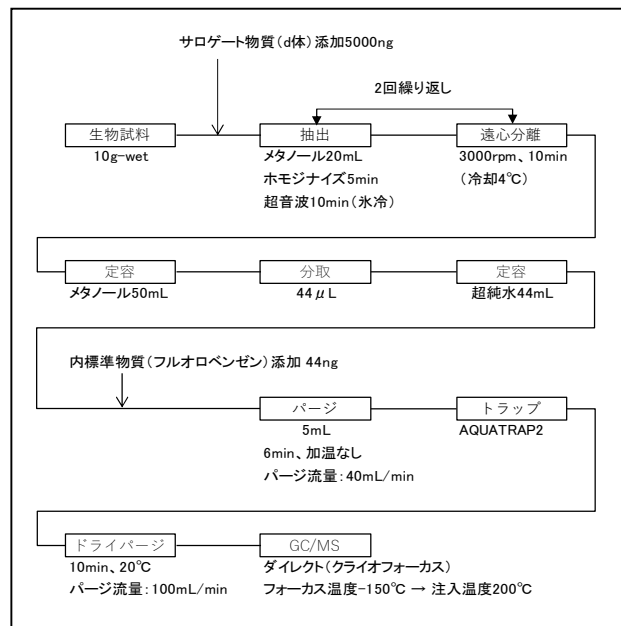 サロゲート物質(d体)添加5000ng
2回繰り返し
生物試料
10g-wet
抽出
メタノール20mL
ホモジナイズ5min
超音波10min(氷冷)
遠心分離
3000rpm、10min
(冷却4℃)
定容
メタノール50mL
分取
44μL
定容
超純水44mL
内標準物質(フルオロベンゼン)添加 44ng
パージ
5mL
6min、加温なし
パージ流量:40mL/min
トラップ
AQUATRAP2
ドライパージ
10min、20℃
パージ流量:100mL/min
GC/MS
ダイレクト(クライオフォーカス)
フォーカス温度-150℃ → 注入温度200℃